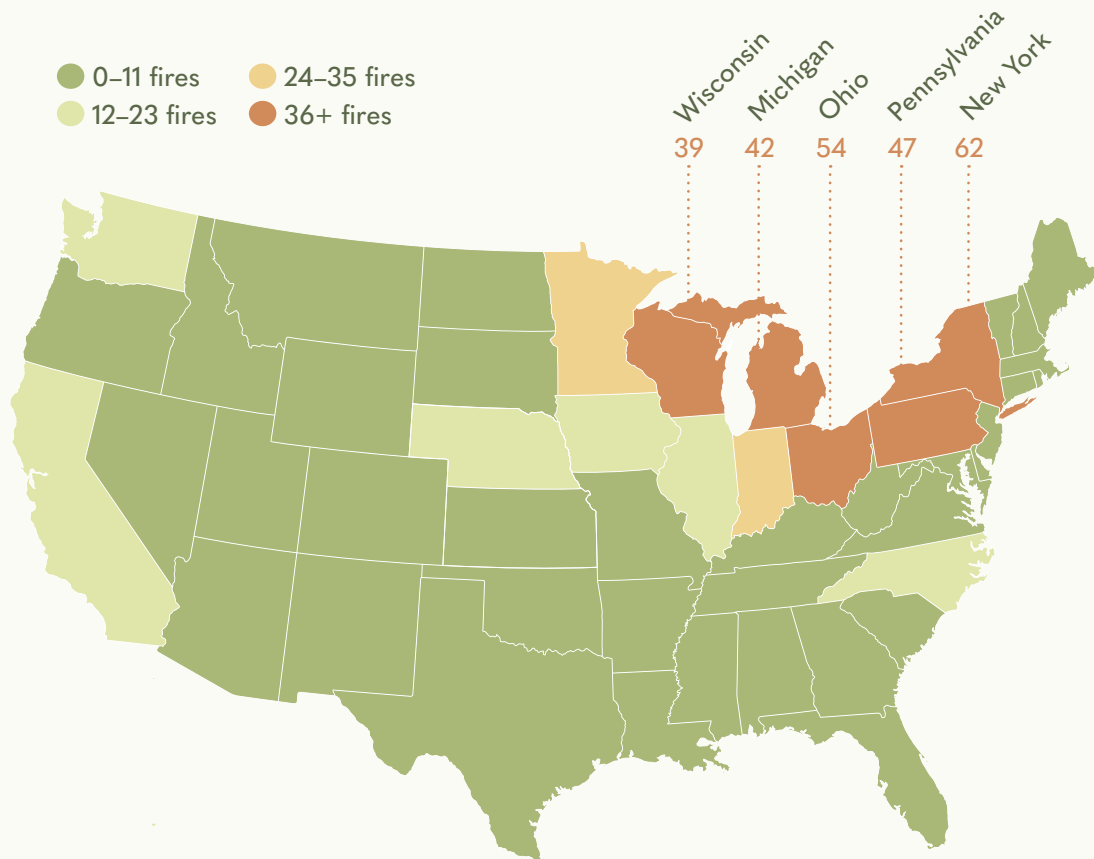 0–11 fires
12–23 fires
24–35 fires
36+ fires
Wisconsin
39
Michigan
42
Ohio
54
Pennsylvania
47
New York
62